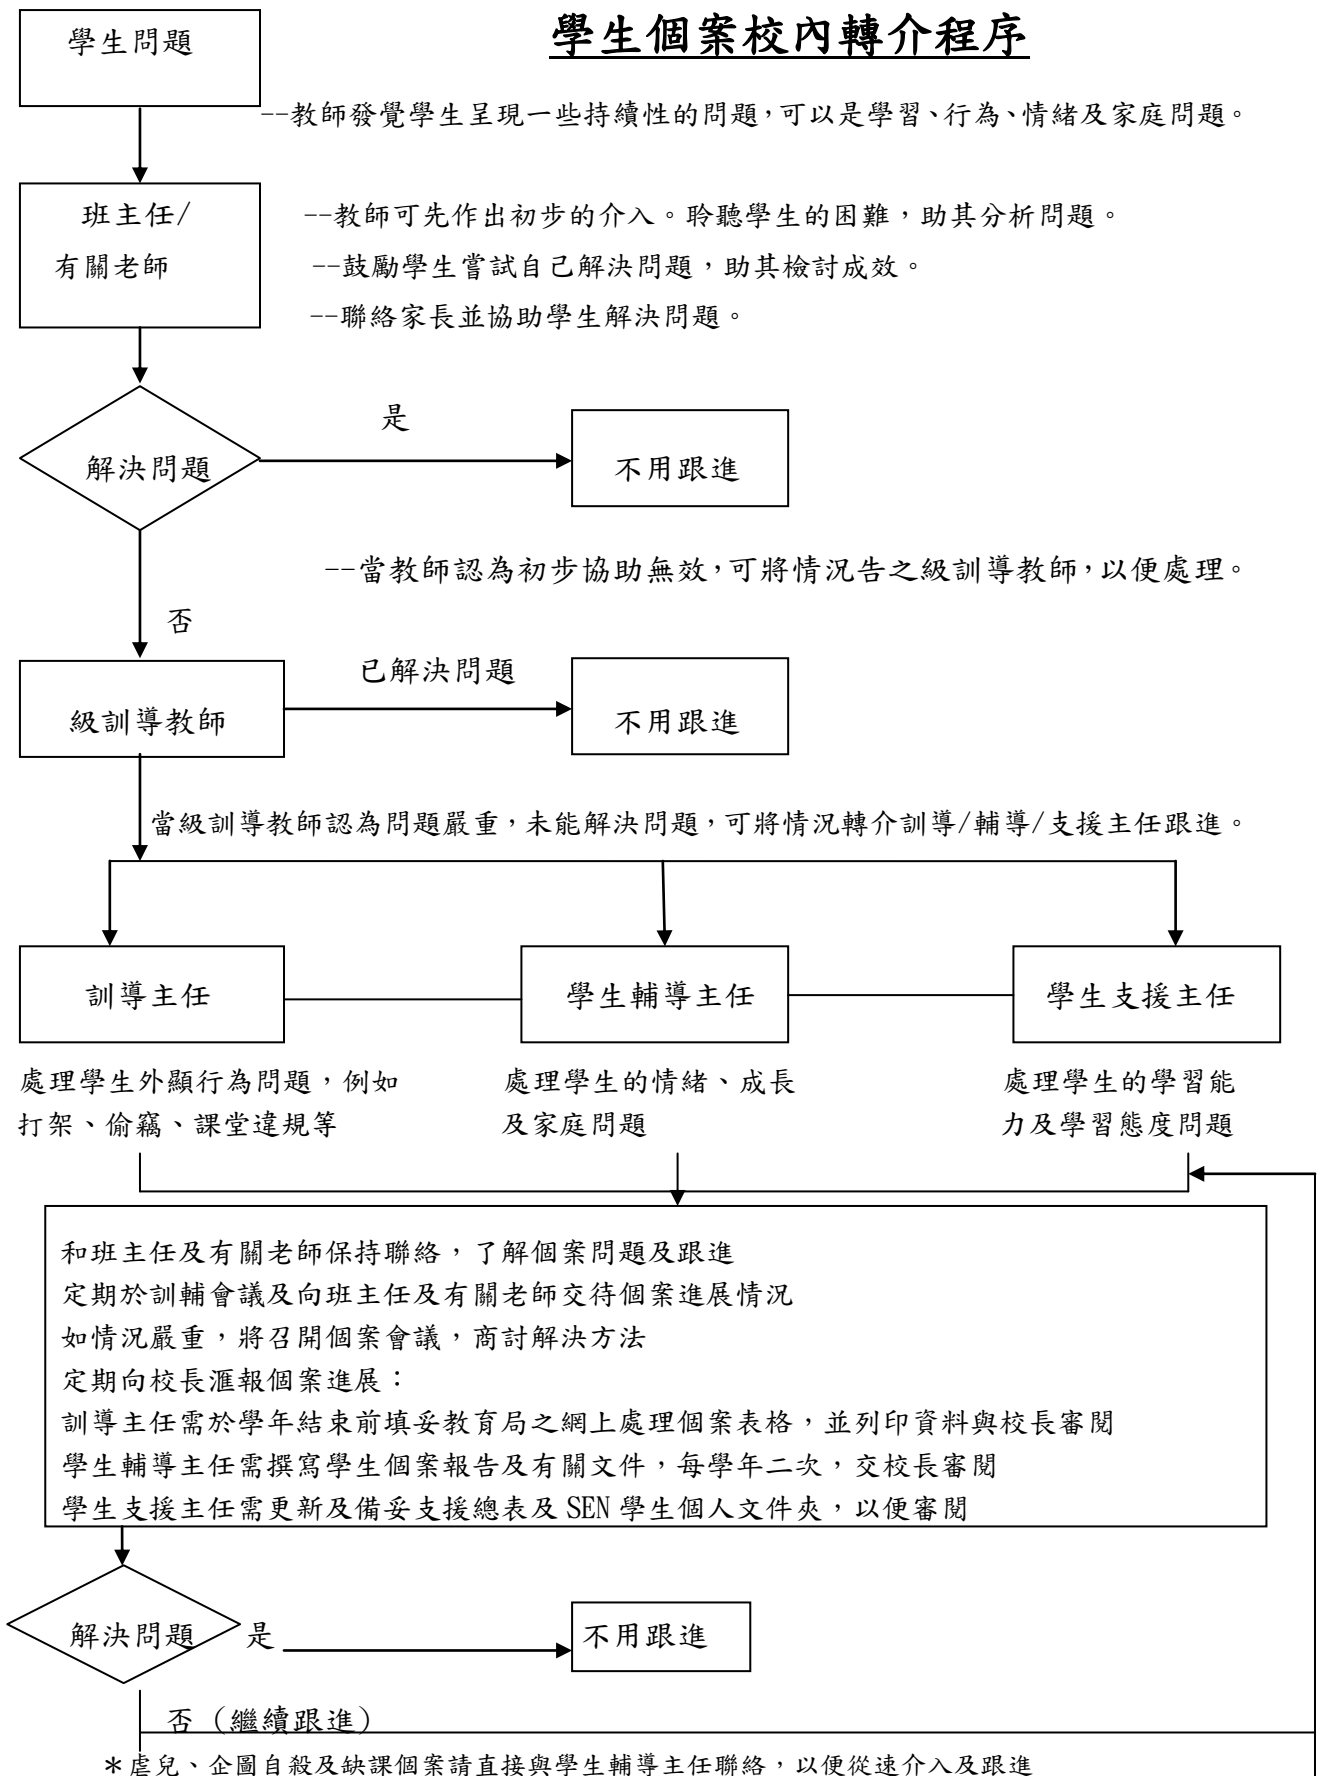 學生個案校內轉介程序
學生問題
--教師發覺學生呈現一些持續性的問題，可以是學習、行為、情緒及家庭問題。
班主任/
有關老師
--教師可先作出初步的介入。聆聽學生的困難，助其分析問題。
--鼓勵學生嘗試自己解決問題，助其檢討成效。
--聯絡家長並協助學生解決問題。
解決問題
是
不用跟進
--當教師認為初步協助無效，可將情況告之級訓導教師，以便處理。
否
級訓導教師
已解決問題
不用跟進
當級訓導教師認為問題嚴重，未能解決問題，可將情況轉介訓導/輔導/支援主任跟進。
訓導主任
學生輔導主任
學生支援主任
處理學生外顯行為問題，例如
打架、偷竊、課堂違規等
處理學生的情緒、成長
及家庭問題
處理學生的學習能
力及學習態度問題
和班主任及有關老師保持聯絡，了解個案問題及跟進
定期於訓輔會議及向班主任及有關老師交待個案進展情況
如情況嚴重，將召開個案會議，商討解決方法
定期向校長滙報個案進展：
訓導主任需於學年結束前填妥教育局之網上處理個案表格，並列印資料與校長審閱
學生輔導主任需撰寫學生個案報告及有關文件，每學年二次，交校長審閱
學生支援主任需更新及備妥支援總表及 SEN 學生個人文件夾，以便審閱
解決問題
是
不用跟進
否（繼續跟進）
＊虐兒、企圖自殺及缺課個案請直接與學生輔導主任聯絡，以便從速介入及跟進